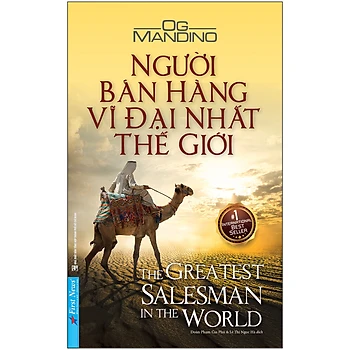 OG
MANDINO
NGƯỜI
BÁN HÀNG
VĨ ĐẠI NHẤT
THẾ GIỚI
#1
INTERNATIONAL
BEST
SELLER
THE GREATEST
SALESMAN
IN THE WORLD
First News